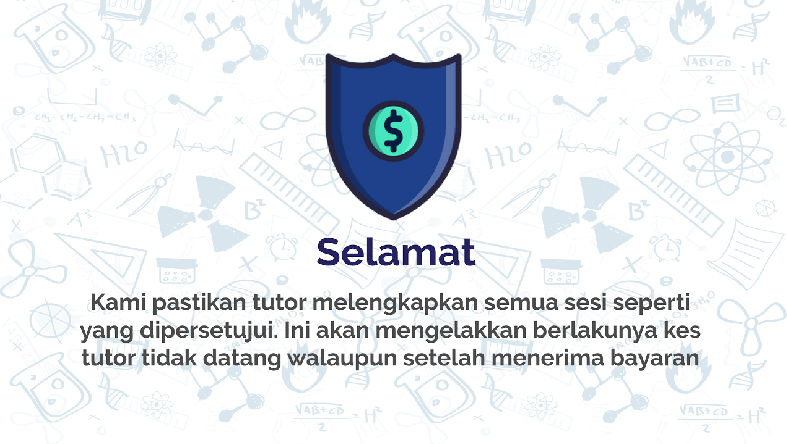 Selamat
Kami pastikan tutor melengkapkan semua sesi seperti
yang dipersetujui. Ini akan mengelakkan berlakunya kes
tutor tidak datang walaupun setelah menerima bayaran